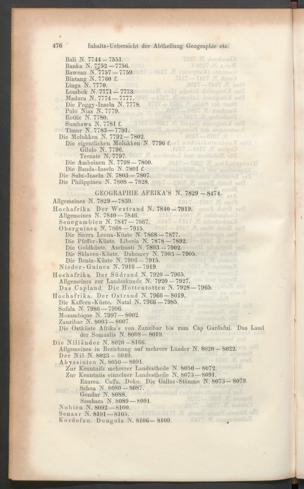 476 Inhalts-Uebersicht der Abtheilung Geographie etc.
Bali N. 7744—7751.
Banka N. 7752—7756.
Bawean N. 7757—7759.
Bintang N. 7760 f.
Linga N. 7770.
Lombok N. 7771—7773.
Madura N. 7774—7777.
Die Poggy-Inseln N. 7778.
Pulo Nias N. 7779.
Rottie N. 7780.
Sumbawa N. 7781 f.
Timor N. 7783—7791.
Die Molukken N. 7792—7802.
Die eigentlichen Molukken N. 7796 f.
Gilolo N. 7796.
Ternate N. 7797.
Die Amboinen N. 7798—7800.
Die Banda-Inseln N. 7801 f.
Die Sulu-Inseln N. 7803—7807.
Die Philippinen N. 7808—7828.
GEOGRAPHIE AFRIKA'S N. 7829—8474.
Allgemeines N. 7829—7839.
Hochafrika. Der Westrand N. 7840—7919.
Allgemeines N. 7840—7846.
Senegambien N. 7847—7867.
Oberguinea N. 7868—7915.
Die Sierra Leona-Küste N. 7868—7877.
Die Pfeffer-Küste. Liberia N. 7878—7892.
Die Goldküste. Aschanti N. 7893—7902.
Die Sklaven-Küste. Dahomey N. 7903—7905.
Die Benin-Küste N. 7906—7915.
Nieder-Guinea N. 7916—7919.
Hochafrika. Der Südrand N. 7920—7965.
Allgemeines zur Landeskunde N. 7920—7927.
Das Capland. Die Hottentotten N. 7928—7965.
Hochafrika. Der Ostrand N. 7966—8019.
Die Kaffern-Küste. Natal N. 7966—7985.
Sofala N. 7986—7996.
Mozambique N. 7997—8002.
Zanzibar N. 8003—8007.
Die Ostküste Afrika's von Zanzibar bis zum Cap Gardafui. Das Land
der Somalis N. 8008—8019.
Die Nilländer N. 8020—8166.
Allgemeines in Beziehung auf mehrere Länder N. 8020—8022.
Der Nil N. 8023—8049.
Abyssinien N. 8050—8091.
Zur Kenntniß mehrerer Landestheile N. 8050—8072.
Zur Kenntniß einzelner Landestheile N. 8073—8091.
Enarea. Caffa. Doko. Die Gallas-Stämme N. 8073—8079.
Schoa N. 8080—8087.
Gondar N. 8088.
Samhara N. 8089—8091.
Nubien N. 8092—8100.
Senaar N. 8101—8105.
Kordofan. Dongola N. 8106—8109.